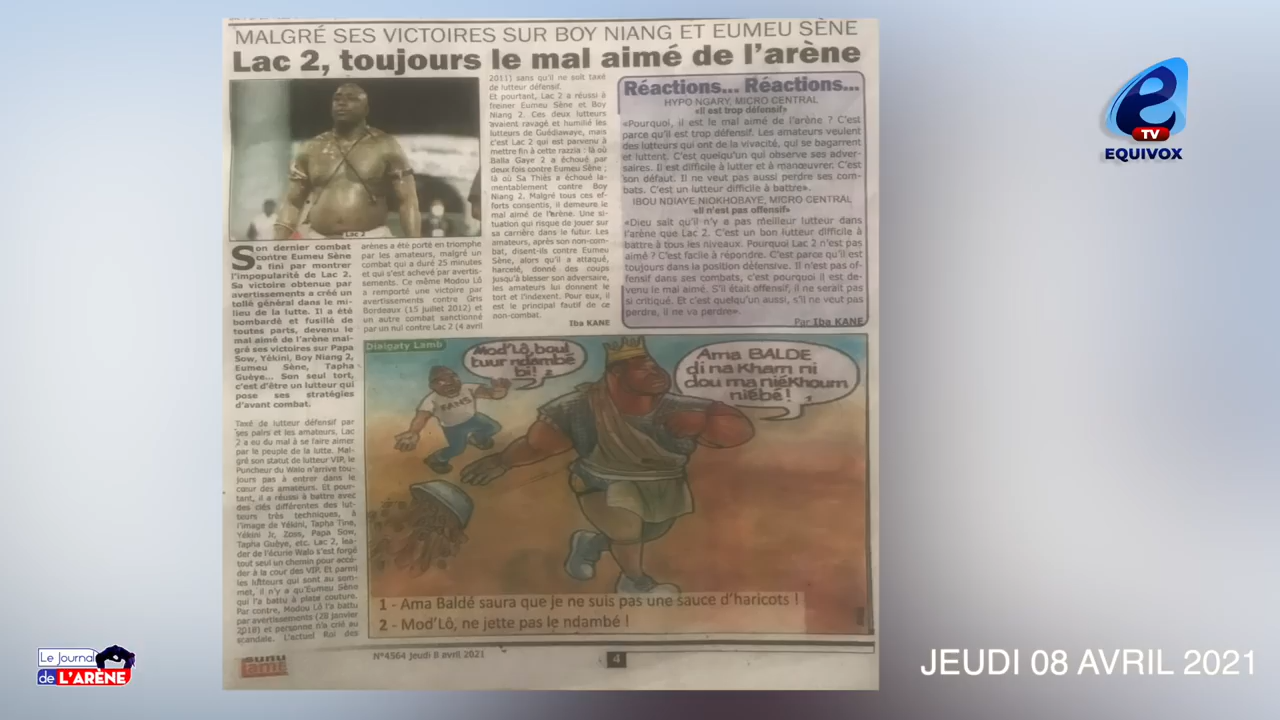 MALGRÉ SES VICTOIRES SUR BOY NIANG ET EUMEU SÈNE
Lac 2, toujours le mal aimé de l'arène
Lac 2
Son dernier combat
contre Eumeu Sène
a fini par montrer
l'impopularité de Lac 2.
Sa victoire obtenue par
avertissements a créé un
tollé général dans le mi-
lieu de la lutte. Il a été
bombardé et fusillé de
toutes parts, devenu le
mal aimé de l'arène mal-
gré ses victoires sur Papa
Sow, Yékini, Boy Niang 2,
Eumeu Sène, Tapha
Guèye... Son seul tort,
c'est d'être un lutteur qui
pose ses stratégies
d'avant combat.
Taxé de lutteur défensif par
ses pairs et les amateurs, Lac
2 a eu du mal à se faire aimer
par le peuple de la lutte. Mal-
gré son statut de lutteur VIP, le
Puncheur du Walo n'arrive tou-
jours pas à entrer dans le
cœur des amateurs. Et pour-
tant, il a réussi à battre avec
des clés différentes des lut-
teurs très techniques, à
l'image de Yékini, Tapha Tine,
Yékini Jr, Zoss, Papa Sow,
Tapha Guèye, etc. Lac 2, lea-
der de l'écurie Walo s'est forgé
tout seul un chemin pour accé-
der à la cour des VIP. Et parmi
les lutteurs qui sont au som-
met, il n'y a qu'Eumeu Sène
qui l'a battu à plate couture.
Par contre, Modou Lô l'a battu
par avertissements (28 janvier
2018) et personne n'a crié au
scandale. L'actuel Roi des
arènes a été porté en triomphe
par les amateurs, malgré un
combat qui a duré 25 minutes
et qui s'est achevé par avertis-
sements. Ce même Modou Lô
a remporté une victoire par
avertissements contre Gris
Bordeaux (15 juillet 2012) et
un autre combat sanctionné
par un nul contre Lac 2 (4 avril
2011) sans qu'il ne soit taxé
de lutteur défensif.
Et pourtant, Lac 2 a réussi à
freiner Eumeu Sène et Boy
Niang 2. Ces deux lutteurs
avaient ravagé et humilié les
lutteurs de Guédiawaye, mais
c'est Lac 2 qui est parvenu à
mettre fin à cette razzia : là où
Balla Gaye 2 a échoué par
deux fois contre Eumeu Sène ;
là où Sa Thiès a échoué la-
mentablement contre Boy
Niang 2. Malgré tous ces ef-
forts consentis, il demeure le
mal aimé de l'arène. Une si-
tuation qui risque de jouer sur
sa carrière dans le futur. Les
amateurs, après son non-com-
bat, disent-ils contre Eumeu
Sène, alors qu'il a attaqué,
harcelé, donné des coups
jusqu'à blesser son adversaire,
les amateurs lui donnent le
tort et l'indexent. Pour eux, il
est le principal fautif de ce
non-combat.
Iba KANE
Réactions... Réactions...
HYPO NGARY, MICRO CENTRAL
«Il est trop défensif»
«Pourquoi, il est le mal aimé de l'arène ? C'est
parce qu'il est trop défensif. Les amateurs veulent
des lutteurs qui ont de la vivacité, qui se bagarrent
et luttent. C'est quelqu'un qui observe ses adver-
saires. Il est difficile à lutter et à manœuvrer. C'est
son défaut. Il ne veut pas aussi perdre ses com-
bats. C'est un lutteur difficile à battre».
IBOU NDIAYE NIOKHOBAYE, MICRO CENTRAL
«Il n'est pas offensif»
«Dieu sait qu'il n'y a pas meilleur lutteur dans
l'arène que Lac 2. C'est un bon lutteur difficile à
battre à tous les niveaux. Pourquoi Lac 2 n'est pas
aimé ? C'est facile à répondre. C'est parce qu'il est
toujours dans la position défensive. Il n'est pas of-
fensif dans ses combats, c'est pourquoi il est de-
venu le mal aimé. S'il était offensif, il ne serait pas
si critiqué. Et c'est quelqu'un aussi, s'il ne veut pas
perdre, il ne va perdre».
Par Iba KANE
Diaigaty Lamb
Mod'Lô, boul
tuur ndambé
bi! 2
Ama BALDE
di na kham ni
dou ma niékhoum
niébé! 1
FANS
1 - Ama Baldé saura que je ne suis pas une sauce d'haricots !
2 - Mod'Lô, ne jette pas le ndambé !
sunu
lamb
N°4564 jeudi 8 avril 2021
4
e
TV
EQUIVOX
Le Journal
de L'ARÈNE
JEUDI 08 AVRIL 2021